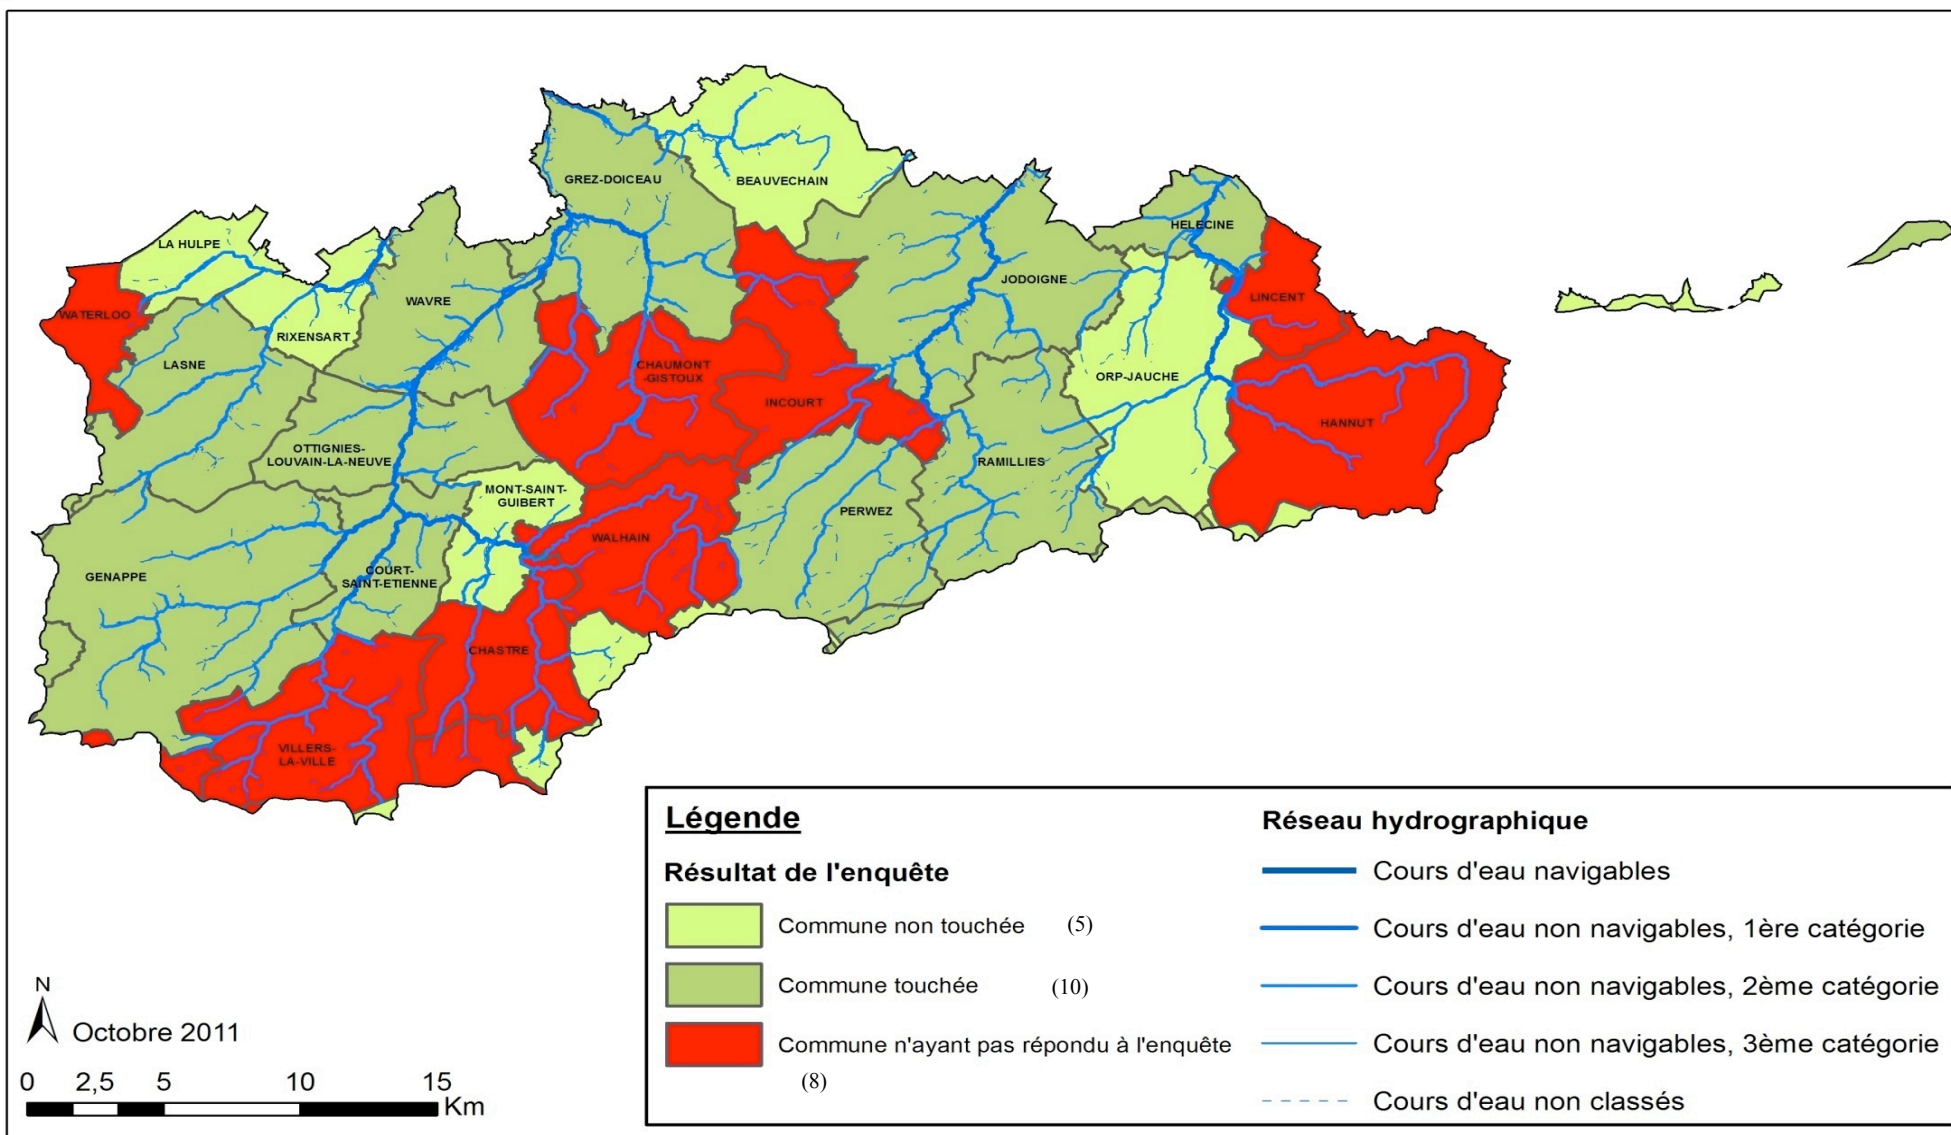 BEAUVECHAIN
GREZ-DOICEAU
HELECINE
LA HULPE
JODOIGNE
LINCENT
WAVRE
WATERLOO
RIXENSART
LASNE
CHAUMONT
-GISTOUX
ORP-JAUCHE
INCOURT
HANNUT
OTTIGNIES-
LOUVAIN-LA-NEUVE
RAMILLIES
MONT-SAINT-
GUIBERT
PERWEZ
WALHAIN
GENAPPE
COURT-
SAINT-ETIENNE
CHASTRE
VILLERS-
LA-VILLE
Légende
Résultat de l'enquête
Commune non touchée (5)
Commune touchée (10)
Commune n'ayant pas répondu à l'enquête
(8)
Réseau hydrographique
Cours d'eau navigables
Cours d'eau non navigables, 1ère catégorie
Cours d'eau non navigables, 2ème catégorie
Cours d'eau non navigables, 3ème catégorie
Cours d'eau non classés
N
Octobre 2011
0 2,5 5 10 15
Km